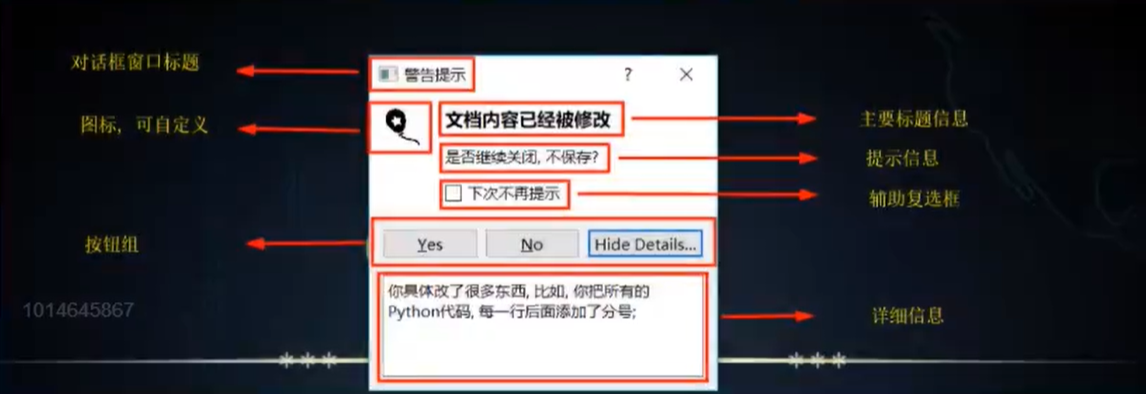 对话框窗口标题
警告提示
?
图标, 可自定义
文档内容已经被修改
主要标题信息
是否继续关闭, 不保存?
提示信息
下次不再提示
辅助复选框
按钮组
Yes
No
Hide Details...
你具体改了很多东西, 比如, 你把所有的
Python代码, 每一行后面添加了分号;
详细信息
1014645867